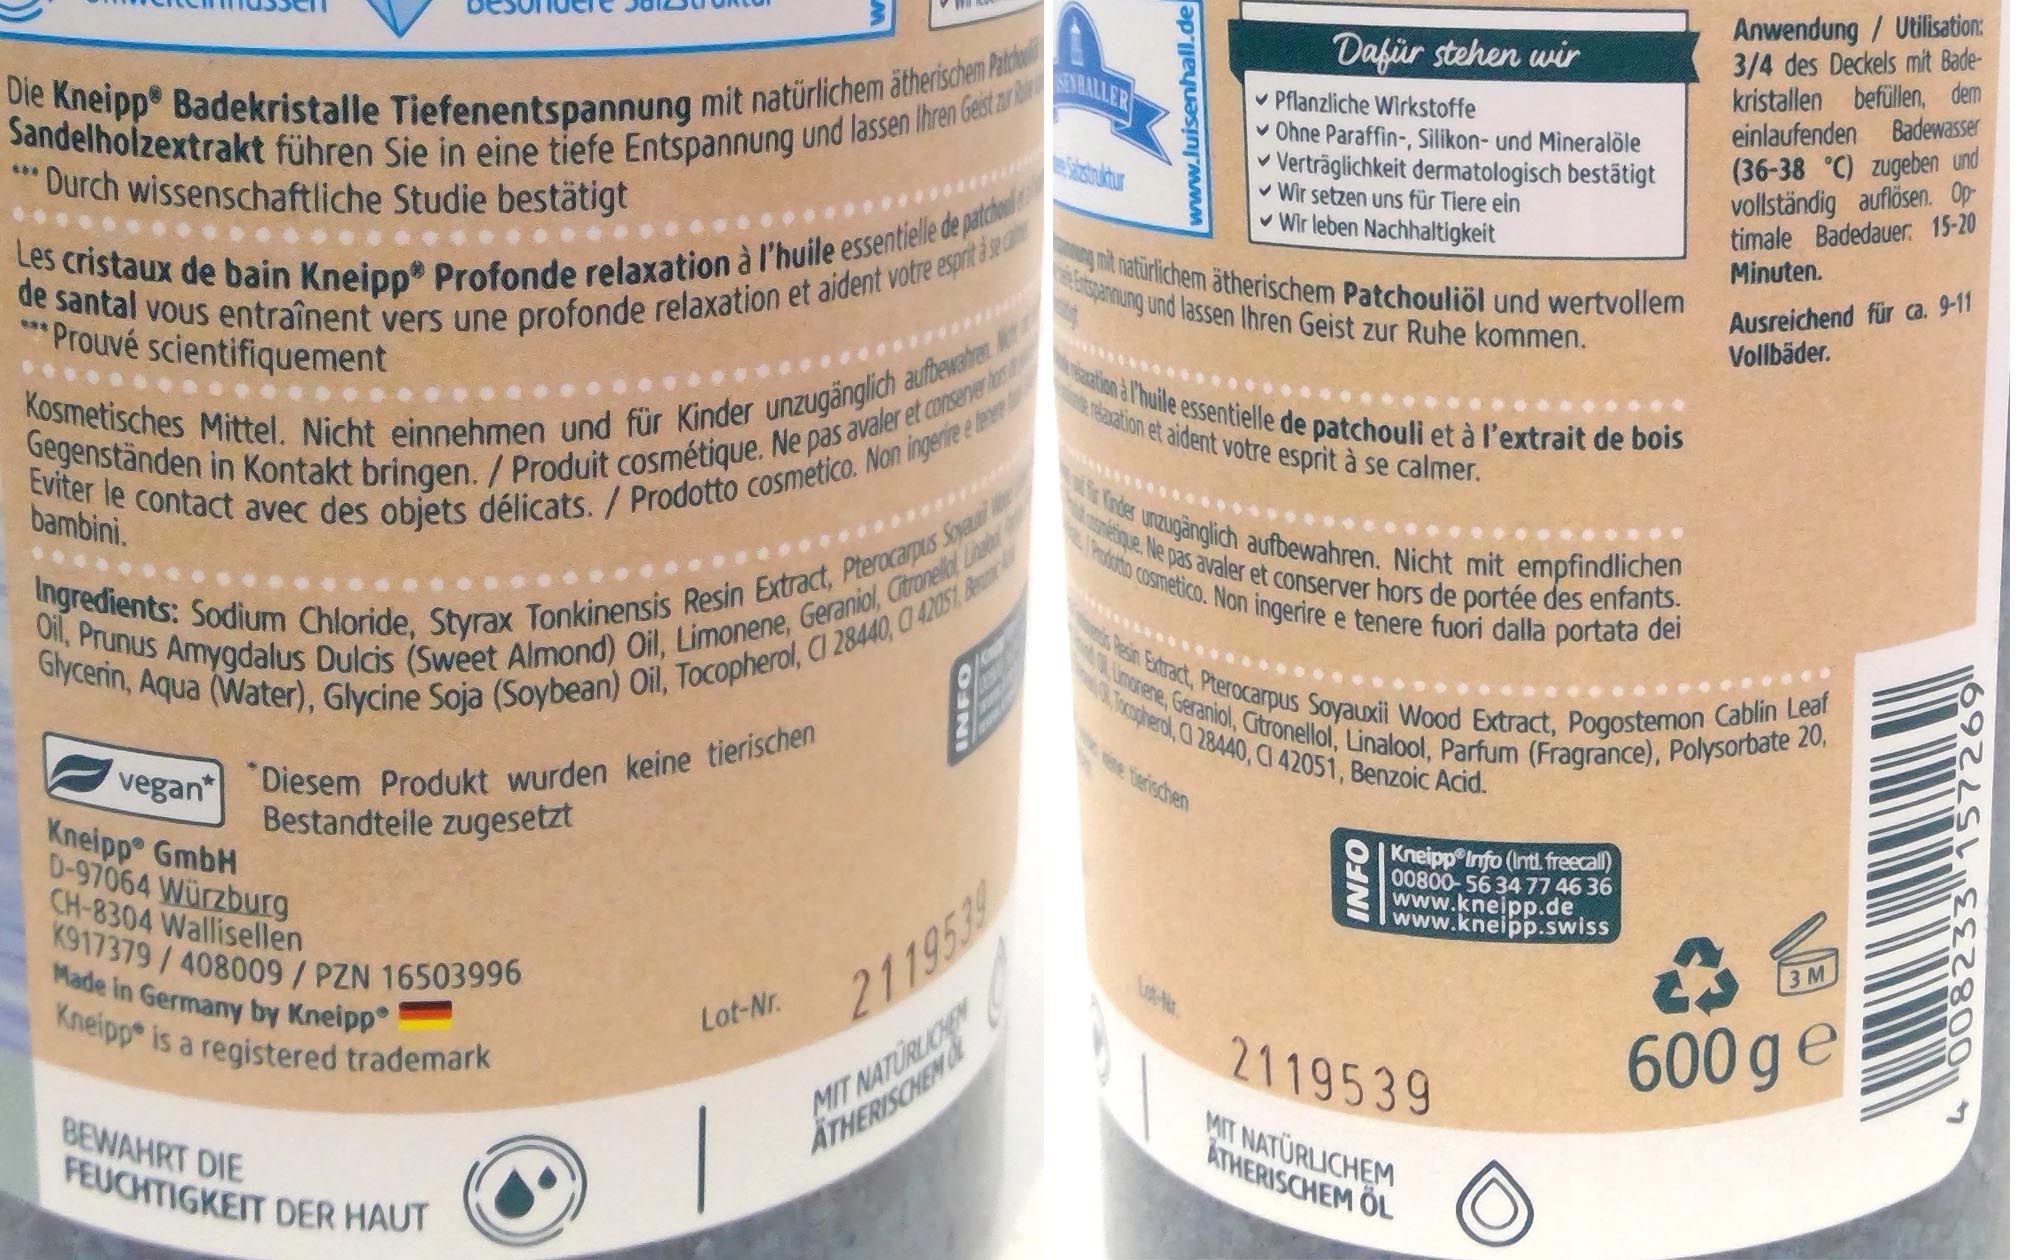 Die Kneipp® Badekristalle Tiefenentspannung mit natürlichem ätherischem Patchouliöl
Sandelholzextrakt führen Sie in eine tiefe Entspannung und lassen Ihren Geist zur Ruhe
*** Durch wissenschaftliche Studie bestätigt
Les cristaux de bain Kneipp® Profonde relaxation à l'huile essentielle de patchouli et à
de santal vous entraînent vers une profonde relaxation et aident votre esprit à se calmer.
*** Prouvé scientifiquement
Kosmetisches Mittel. Nicht einnehmen und für Kinder unzugänglich aufbewahren. Nicht
Gegenständen in Kontakt bringen. / Produit cosmétique. Ne pas avaler et conserver hors de
Eviter le contact avec des objets délicats. / Prodotto cosmetico. Non ingerire e tenere
bambini.
Ingredients: Sodium Chloride, Styrax Tonkinensis Resin Extract, Pterocarpus Soyauxii Wood
Oil, Prunus Amygdalus Dulcis (Sweet Almond) Oil, Limonene, Geraniol, Citronellol, Linalool,
Glycerin, Aqua (Water), Glycine Soja (Soybean) Oil, Tocopherol, CI 28440, CI 42051, Benzoic Acid.
vegan*
*Diesem Produkt wurden keine tierischen
Bestandteile zugesetzt
INFO
Kneipp® GmbH
D-97064 Würzburg
CH-8304 Wallisellen
K917379 / 408009 / PZN 16503996
Made in Germany by Kneipp®
Kneipp® is a registered trademark
Lot-Nr.
2119539
BEWAHRT DIE
FEUCHTIGKEIT DER HAUT
MIT NATÜRLICHEM
ÄTHERISCHEM ÖL
www.luisenhall.de
Salzstruktur
Dafür stehen wir
✓ Pflanzliche Wirkstoffe
✓ Ohne Paraffin-, Silikon- und Mineralöle
✓ Verträglichkeit dermatologisch bestätigt
✓ Wir setzen uns für Tiere ein
✓ Wir leben Nachhaltigkeit
Anwendung / Utilisation:
3/4 des Deckels mit Bade-
kristallen befüllen, dem
einlaufenden Badewasser
(36-38 °C) zugeben und
vollständig auflösen. Op-
timale Badedauer: 15-20
Minuten.
Ausreichend für ca. 9-11
Vollbäder.
mit natürlichem ätherischem Patchouliöl und wertvollem
Entspannung und lassen Ihren Geist zur Ruhe kommen.
relaxation à l'huile essentielle de patchouli et à l'extrait de bois
relaxation et aident votre esprit à se calmer.
für Kinder unzugänglich aufbewahren. Nicht mit empfindlichen
cosmétique. Ne pas avaler et conserver hors de portée des enfants.
/ Prodotto cosmetico. Non ingerire e tenere fuori dalla portata dei
Resin Extract, Pterocarpus Soyauxii Wood Extract, Pogostemon Cablin Leaf
Oil, Limonene, Geraniol, Citronellol, Linalool, Parfum (Fragrance), Polysorbate 20,
Oil, Tocopherol, CI 28440, CI 42051, Benzoic Acid.
keine tierischen
INFO
Kneipp® Info (Intl. freecall)
00800- 56 34 77 46 36
www.kneipp.de
www.kneipp.swiss
3 M
600 g e
Lot-Nr.
2119539
MIT NATÜRLICHEM
ÄTHERISCHEM ÖL
4 008233 157269